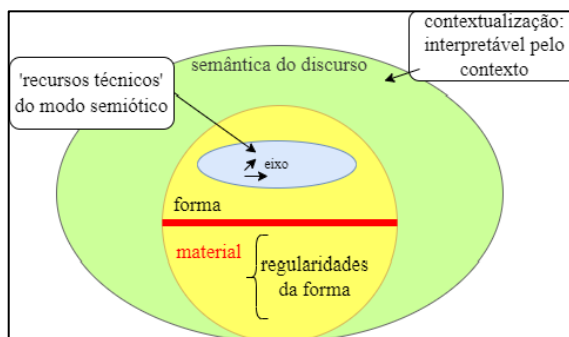 contextualização:
interpretável pelo
contexto
semântica do discurso
'recursos técnicos'
do modo semiótico
eixo
forma
material
regularidades
da forma